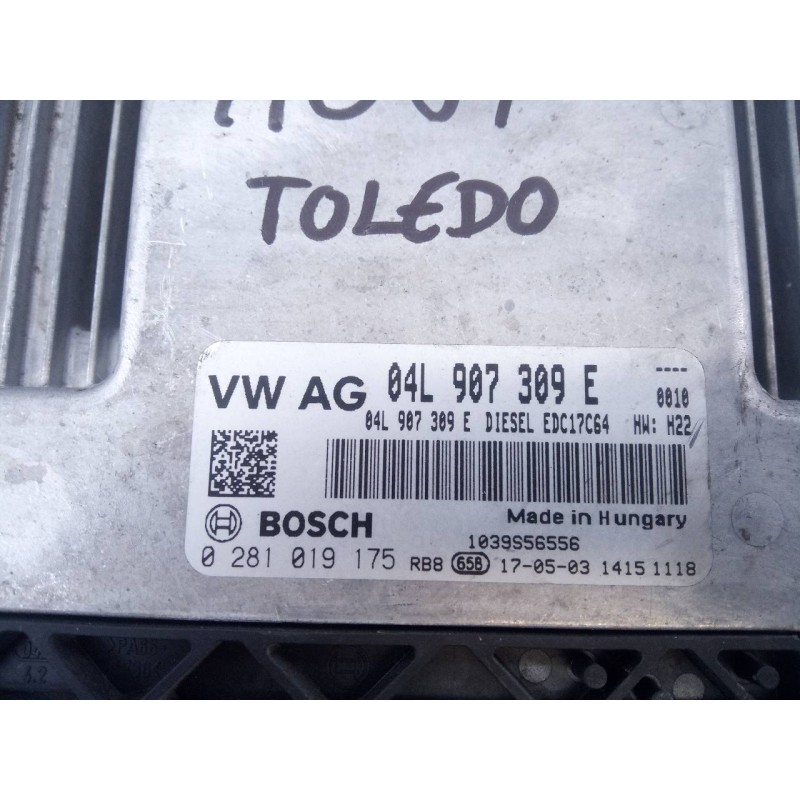 TOLEDO
VW AG 04L 907 309 E ----
0010
04L 907 309 E DIESEL EDC17C64 HW: H22
BOSCH Made in Hungary
1039S56556
0 281 019 175 RB8 658 17-05-03 1415 1118